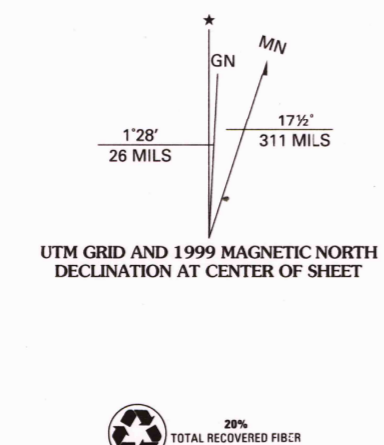 ★
GN
MN
1°28′
26 MILS
17½°
311 MILS
UTM GRID AND 1999 MAGNETIC NORTH
DECLINATION AT CENTER OF SHEET
20%
TOTAL RECOVERED FIBER